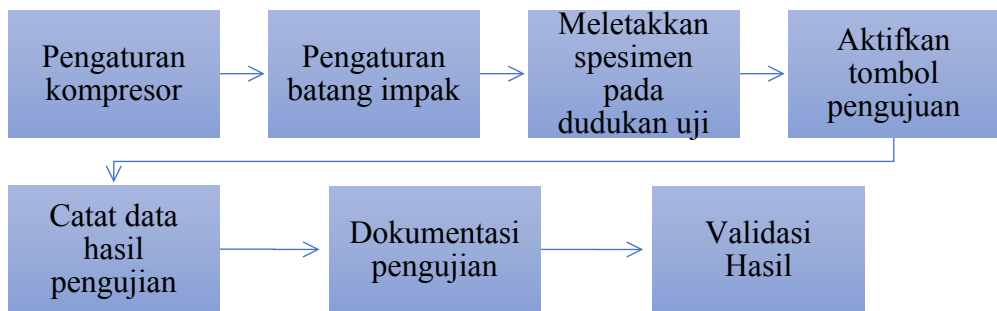 Pengaturan
kompresor
Pengaturan
batang impak
Meletakkan
spesimen
pada
dudukan uji
Aktifkan
tombol
pengujuan
Catat data
hasil
pengujian
Dokumentasi
pengujian
Validasi
Hasil